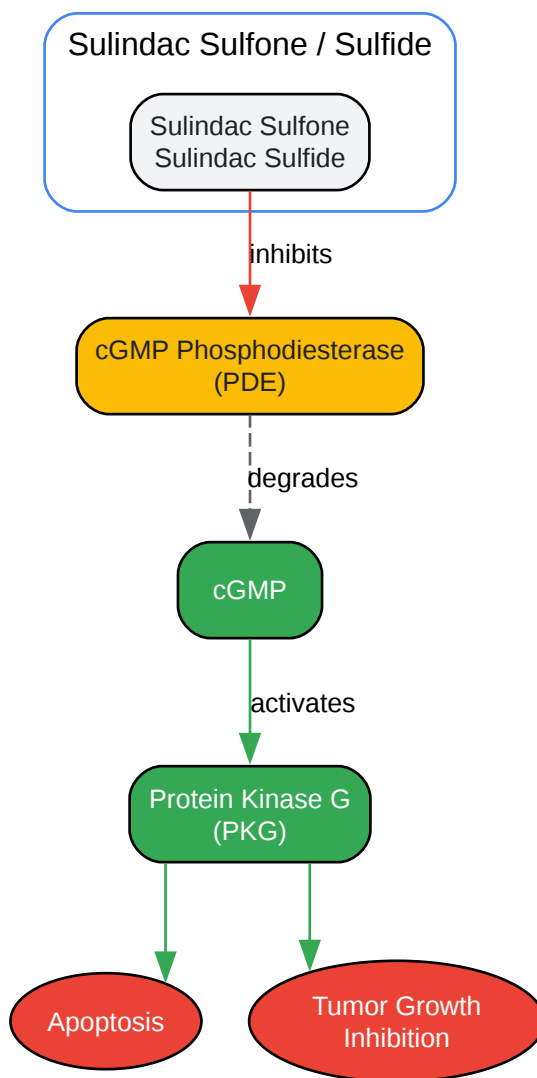 Sulindac Sulfone / Sulfide
Sulindac Sulfone
Sulindac Sulfide
inhibits
cGMP Phosphodiesterase
(PDE)
degrades
cGMP
activates
Protein Kinase G
(PKG)
Apoptosis
Tumor Growth
Inhibition